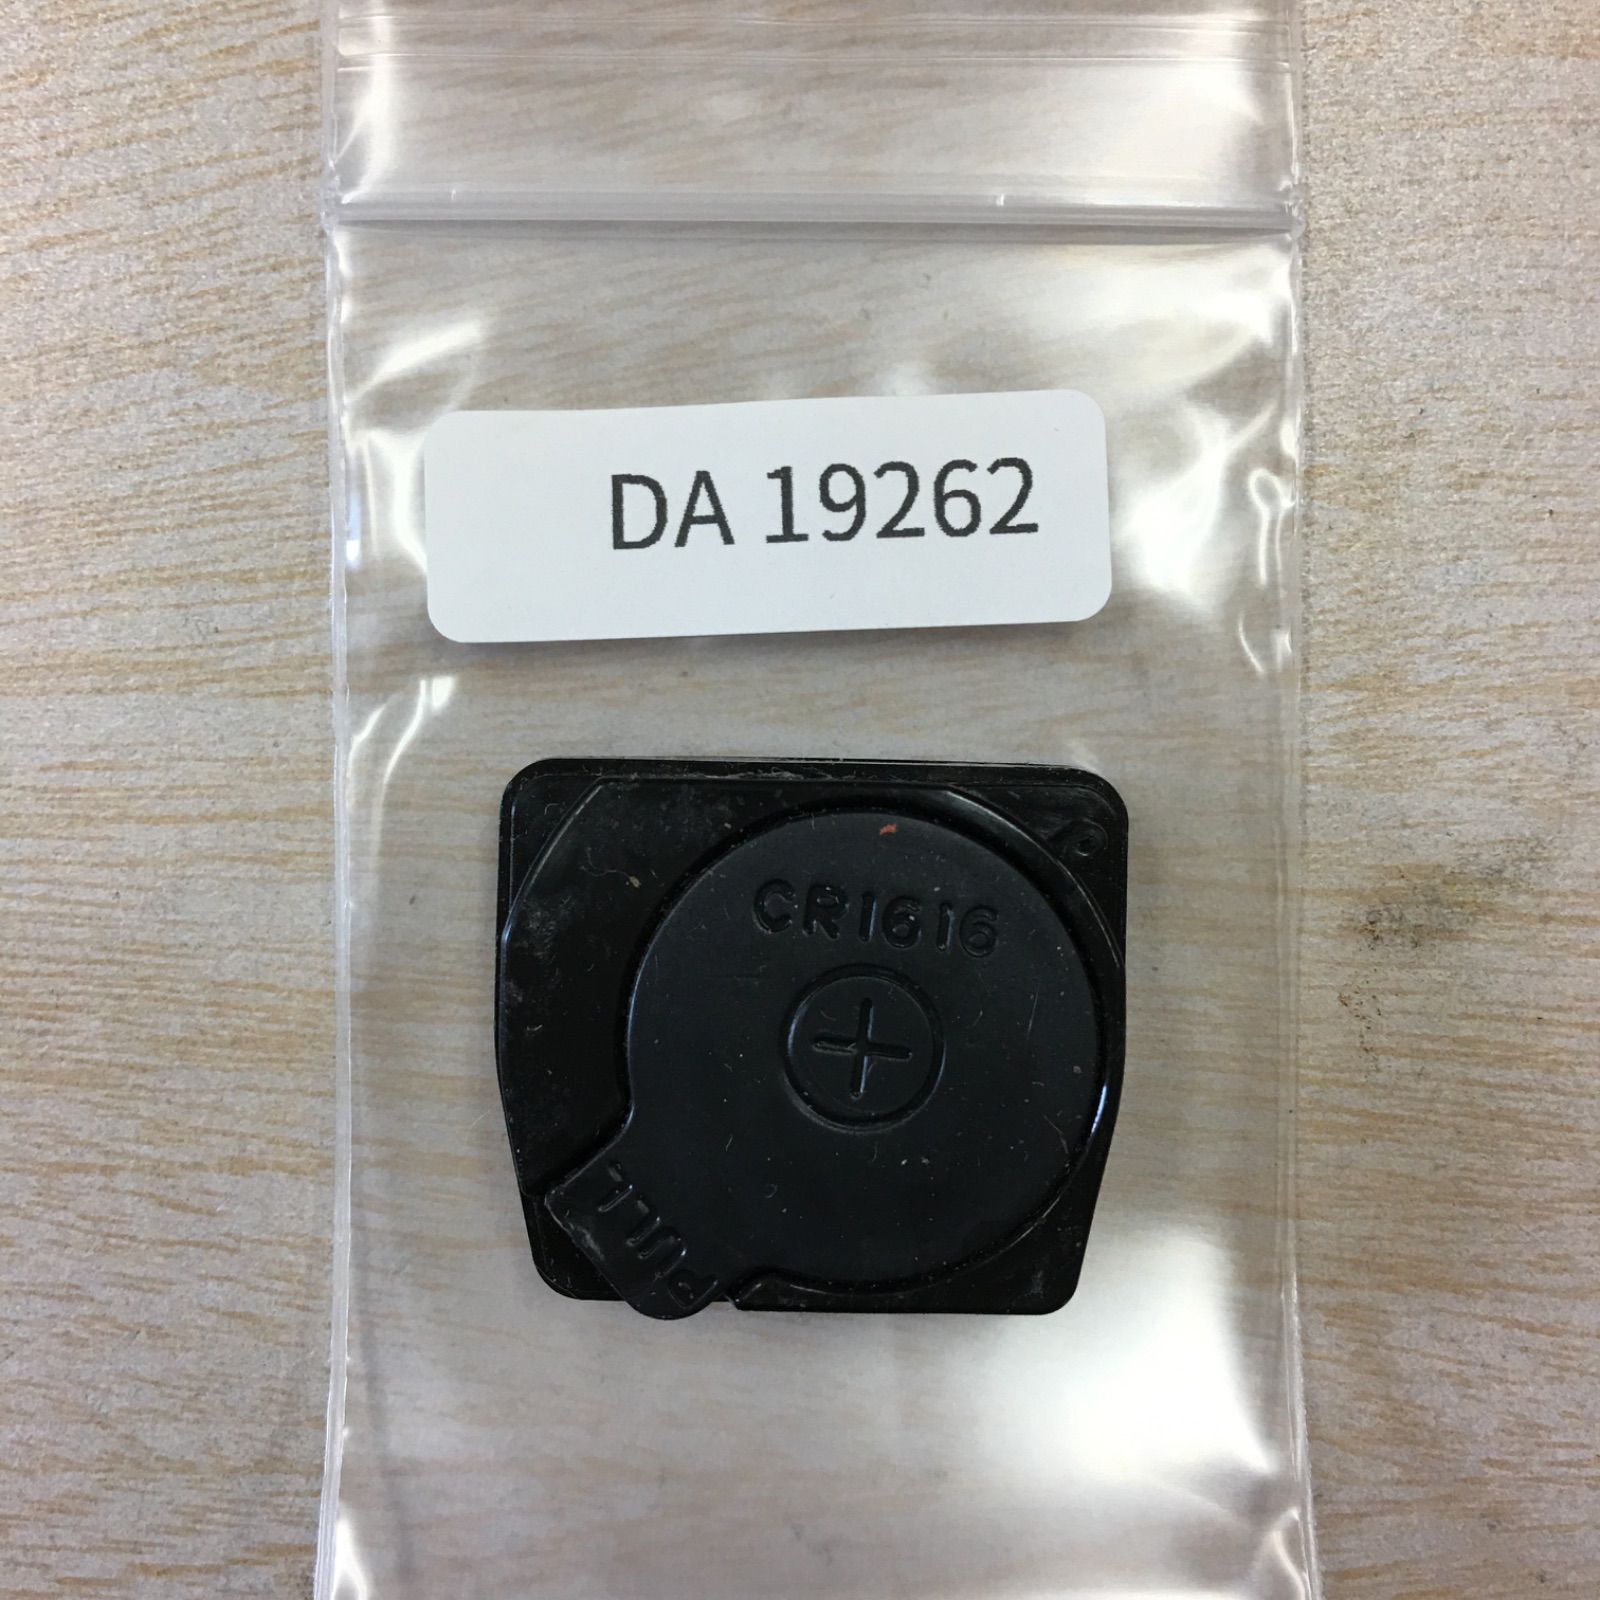 DA 19262
CR1616
+
PULL